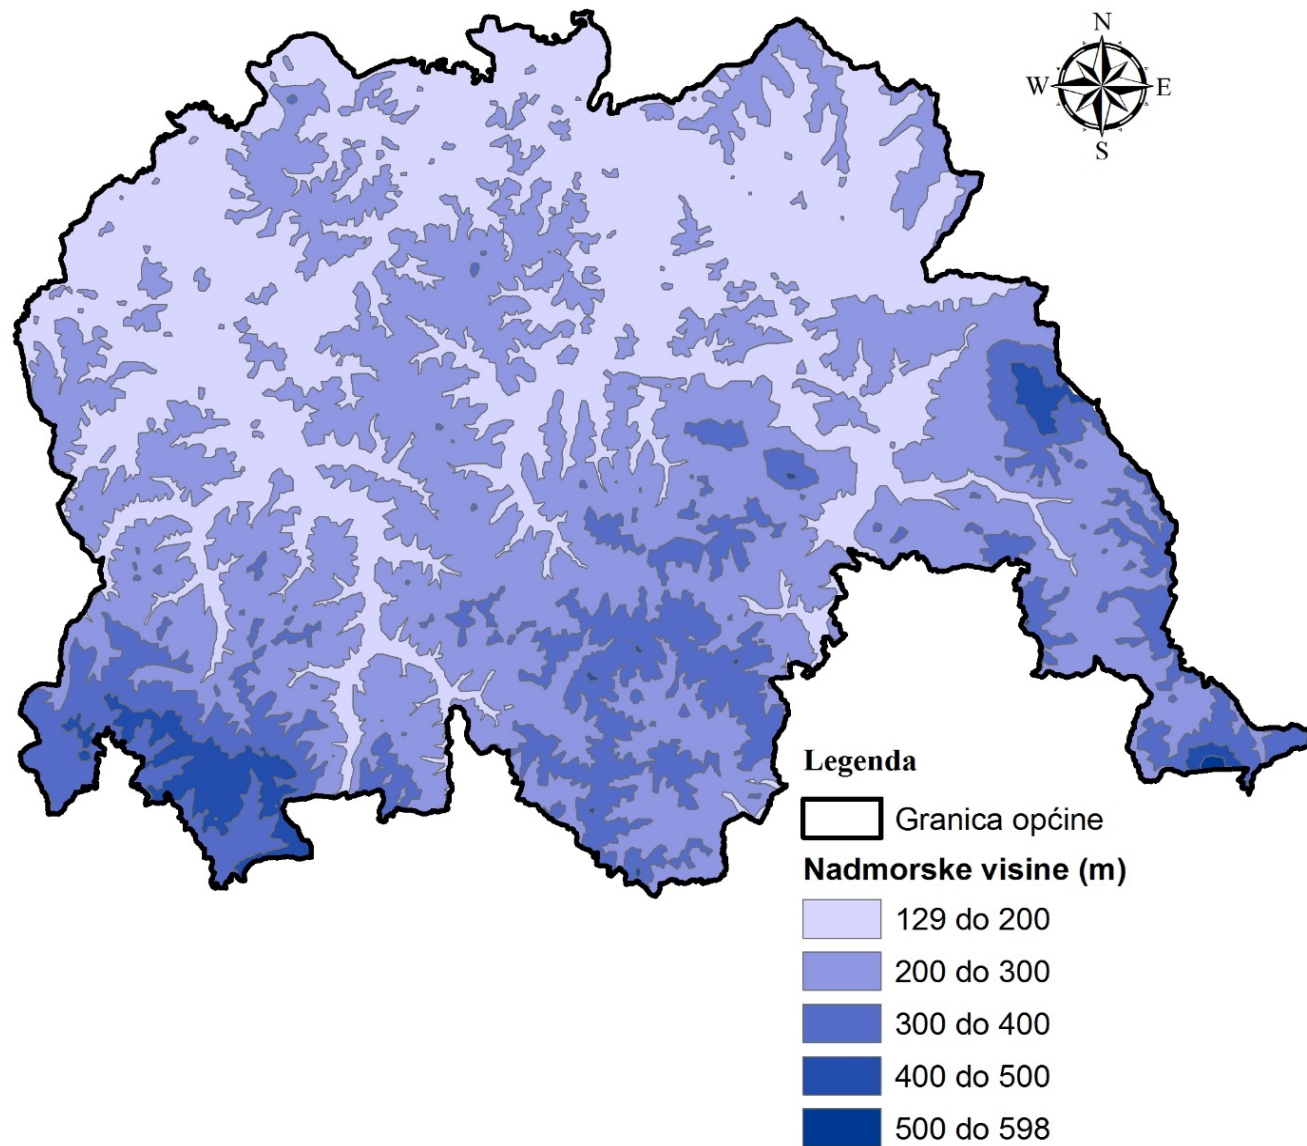 N
W E
S
Legenda
Granica općine
Nadmorske visine (m)
129 do 200
200 do 300
300 do 400
400 do 500
500 do 598